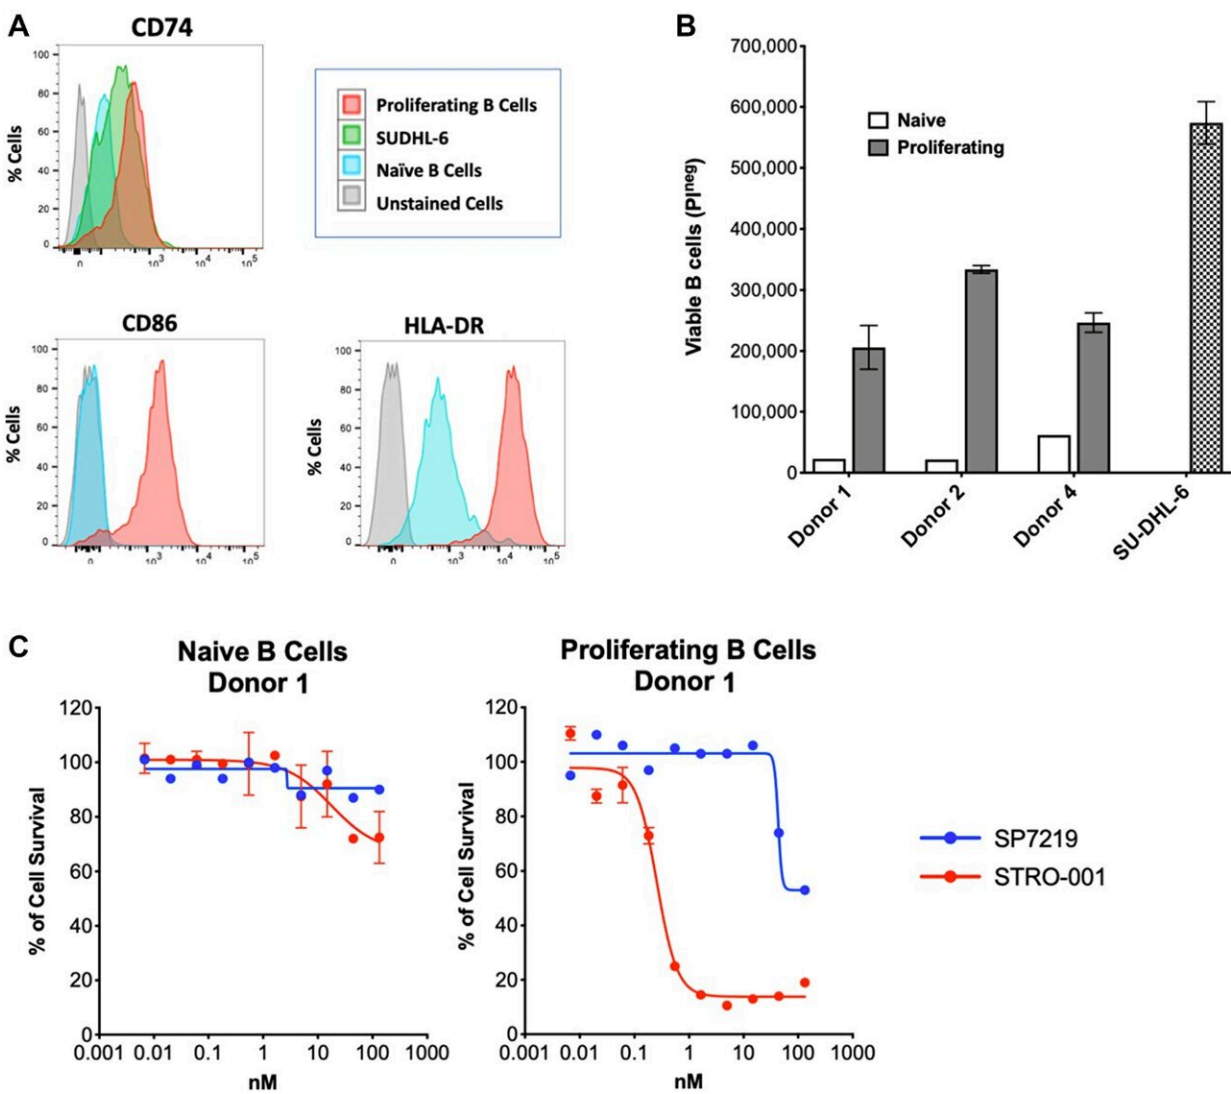 A
CD74
% Cells
100
80
60
40
20
0
0 10³ 10⁴ 10⁵
Proliferating B Cells
SUDHL-6
Naïve B Cells
Unstained Cells
CD86
% Cells
100
80
60
40
20
0
0 10³ 10⁴ 10⁵
HLA-DR
% Cells
100
80
60
40
20
0
0 10³ 10⁴ 10⁵
B
Viable B cells (PIⁿᵉᵍ)
700,000
600,000
500,000
400,000
300,000
200,000
100,000
0
Naive
Proliferating
Donor 1
Donor 2
Donor 4
SU-DHL-6
C
Naive B Cells
Donor 1
% of Cell Survival
120
100
80
60
40
20
0
0.001 0.01 0.1 1 10 100 1000
nM
Proliferating B Cells
Donor 1
% of Cell Survival
120
100
80
60
40
20
0
0.001 0.01 0.1 1 10 100 1000
nM
SP7219
STRO-001